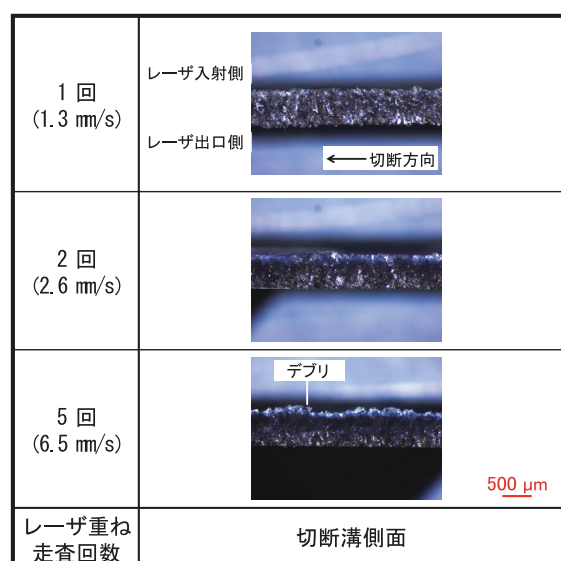 1 回
(1.3 ㎜/s)
レーザ入射側
レーザ出口側
切断方向
2 回
(2.6 ㎜/s)
デブリ
5 回
(6.5 ㎜/s)
500 μm
レーザ重ね
走査回数
切断溝側面